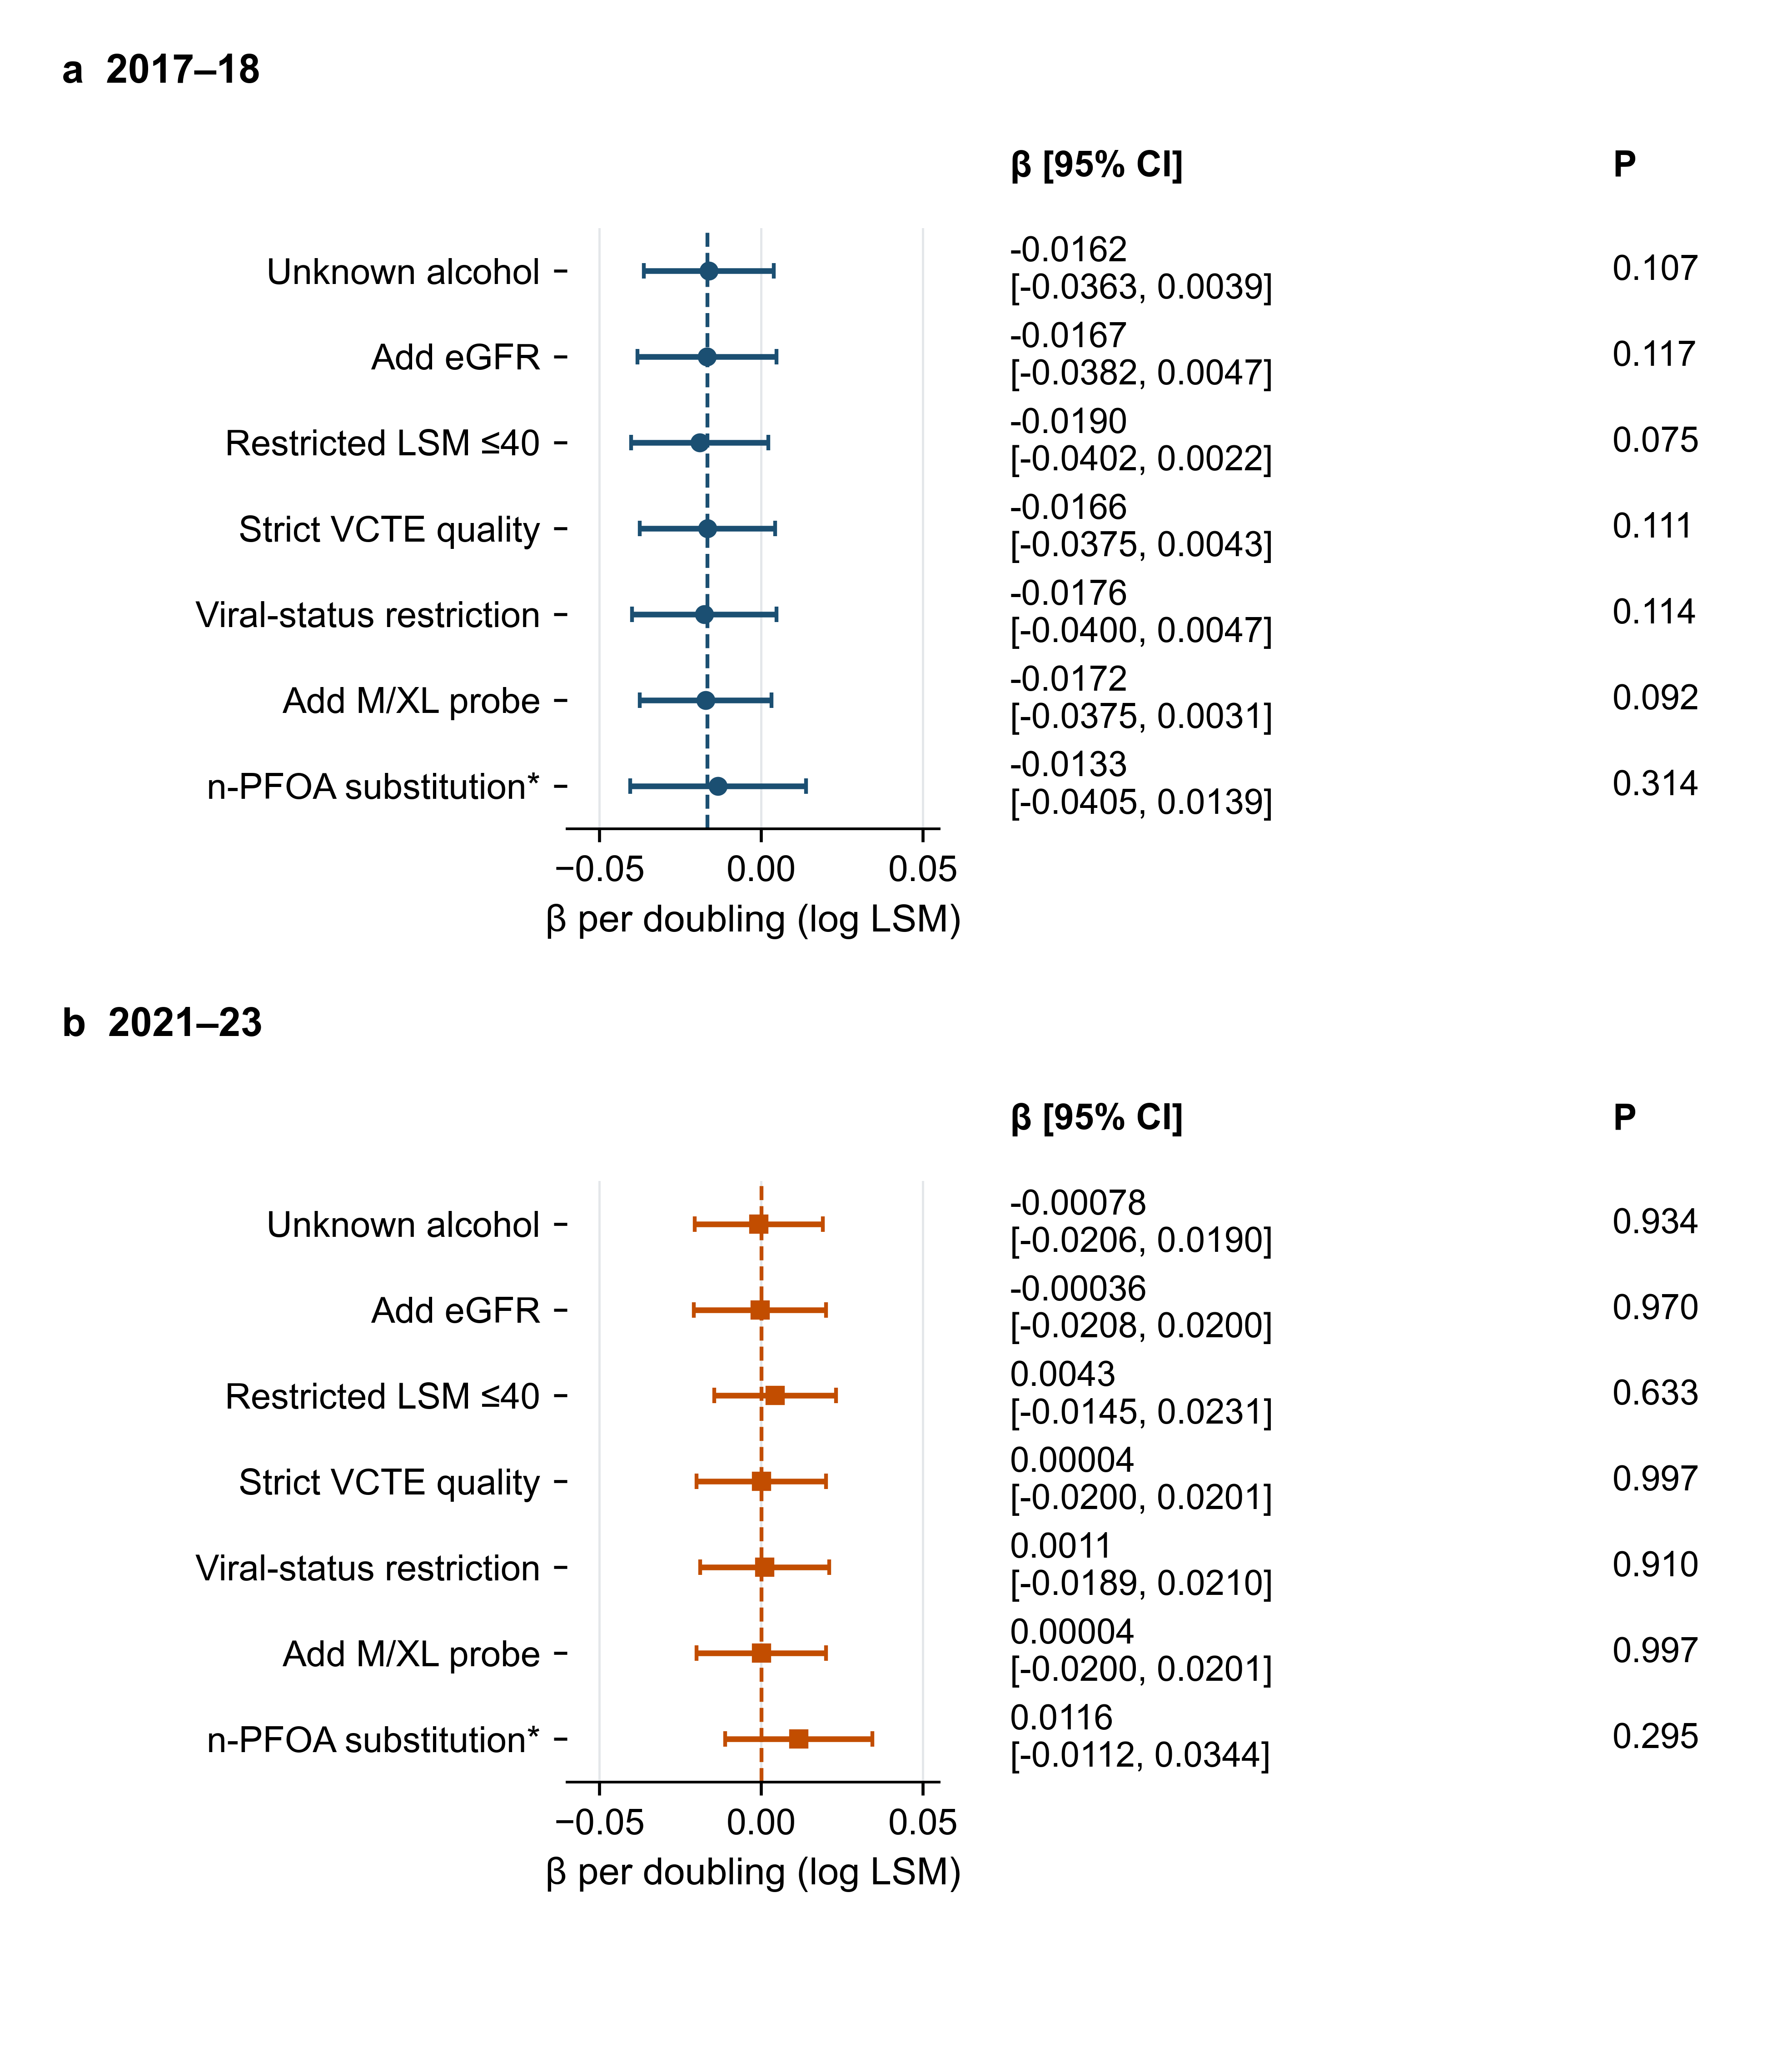 a 2017–18
β [95% CI] P
Unknown alcohol
-0.0162
[-0.0363, 0.0039]
0.107
Add eGFR
-0.0167
[-0.0382, 0.0047]
0.117
Restricted LSM ≤40
-0.0190
[-0.0402, 0.0022]
0.075
Strict VCTE quality
-0.0166
[-0.0375, 0.0043]
0.111
Viral-status restriction
-0.0176
[-0.0400, 0.0047]
0.114
Add M/XL probe
-0.0172
[-0.0375, 0.0031]
0.092
n-PFOA substitution*
-0.0133
[-0.0405, 0.0139]
0.314
−0.05 0.00 0.05
β per doubling (log LSM)
b 2021–23
β [95% CI] P
Unknown alcohol
-0.00078
[-0.0206, 0.0190]
0.934
Add eGFR
-0.00036
[-0.0208, 0.0200]
0.970
Restricted LSM ≤40
0.0043
[-0.0145, 0.0231]
0.633
Strict VCTE quality
0.00004
[-0.0200, 0.0201]
0.997
Viral-status restriction
0.0011
[-0.0189, 0.0210]
0.910
Add M/XL probe
0.00004
[-0.0200, 0.0201]
0.997
n-PFOA substitution*
0.0116
[-0.0112, 0.0344]
0.295
−0.05 0.00 0.05
β per doubling (log LSM)